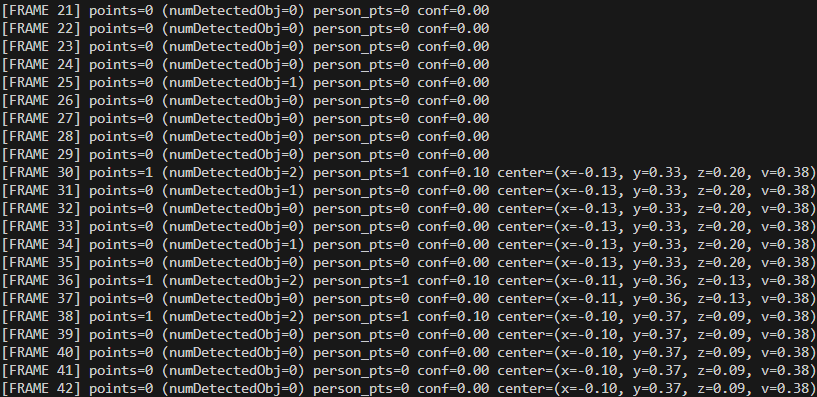 [FRAME 21] points=0 (numDetectedObj=0) person_pts=0 conf=0.00
[FRAME 22] points=0 (numDetectedObj=0) person_pts=0 conf=0.00
[FRAME 23] points=0 (numDetectedObj=0) person_pts=0 conf=0.00
[FRAME 24] points=0 (numDetectedObj=0) person_pts=0 conf=0.00
[FRAME 25] points=0 (numDetectedObj=1) person_pts=0 conf=0.00
[FRAME 26] points=0 (numDetectedObj=0) person_pts=0 conf=0.00
[FRAME 27] points=0 (numDetectedObj=0) person_pts=0 conf=0.00
[FRAME 28] points=0 (numDetectedObj=0) person_pts=0 conf=0.00
[FRAME 29] points=0 (numDetectedObj=0) person_pts=0 conf=0.00
[FRAME 30] points=1 (numDetectedObj=2) person_pts=1 conf=0.10 center=(x=-0.13, y=0.33, z=0.20, v=0.38)
[FRAME 31] points=0 (numDetectedObj=1) person_pts=0 conf=0.00 center=(x=-0.13, y=0.33, z=0.20, v=0.38)
[FRAME 32] points=0 (numDetectedObj=0) person_pts=0 conf=0.00 center=(x=-0.13, y=0.33, z=0.20, v=0.38)
[FRAME 33] points=0 (numDetectedObj=0) person_pts=0 conf=0.00 center=(x=-0.13, y=0.33, z=0.20, v=0.38)
[FRAME 34] points=0 (numDetectedObj=1) person_pts=0 conf=0.00 center=(x=-0.13, y=0.33, z=0.20, v=0.38)
[FRAME 35] points=0 (numDetectedObj=0) person_pts=0 conf=0.00 center=(x=-0.13, y=0.33, z=0.20, v=0.38)
[FRAME 36] points=1 (numDetectedObj=2) person_pts=1 conf=0.10 center=(x=-0.11, y=0.36, z=0.13, v=0.38)
[FRAME 37] points=0 (numDetectedObj=0) person_pts=0 conf=0.00 center=(x=-0.11, y=0.36, z=0.13, v=0.38)
[FRAME 38] points=1 (numDetectedObj=2) person_pts=1 conf=0.10 center=(x=-0.10, y=0.37, z=0.09, v=0.38)
[FRAME 39] points=0 (numDetectedObj=0) person_pts=0 conf=0.00 center=(x=-0.10, y=0.37, z=0.09, v=0.38)
[FRAME 40] points=0 (numDetectedObj=0) person_pts=0 conf=0.00 center=(x=-0.10, y=0.37, z=0.09, v=0.38)
[FRAME 41] points=0 (numDetectedObj=0) person_pts=0 conf=0.00 center=(x=-0.10, y=0.37, z=0.09, v=0.38)
[FRAME 42] points=0 (numDetectedObj=0) person_pts=0 conf=0.00 center=(x=-0.10, y=0.37, z=0.09, v=0.38)